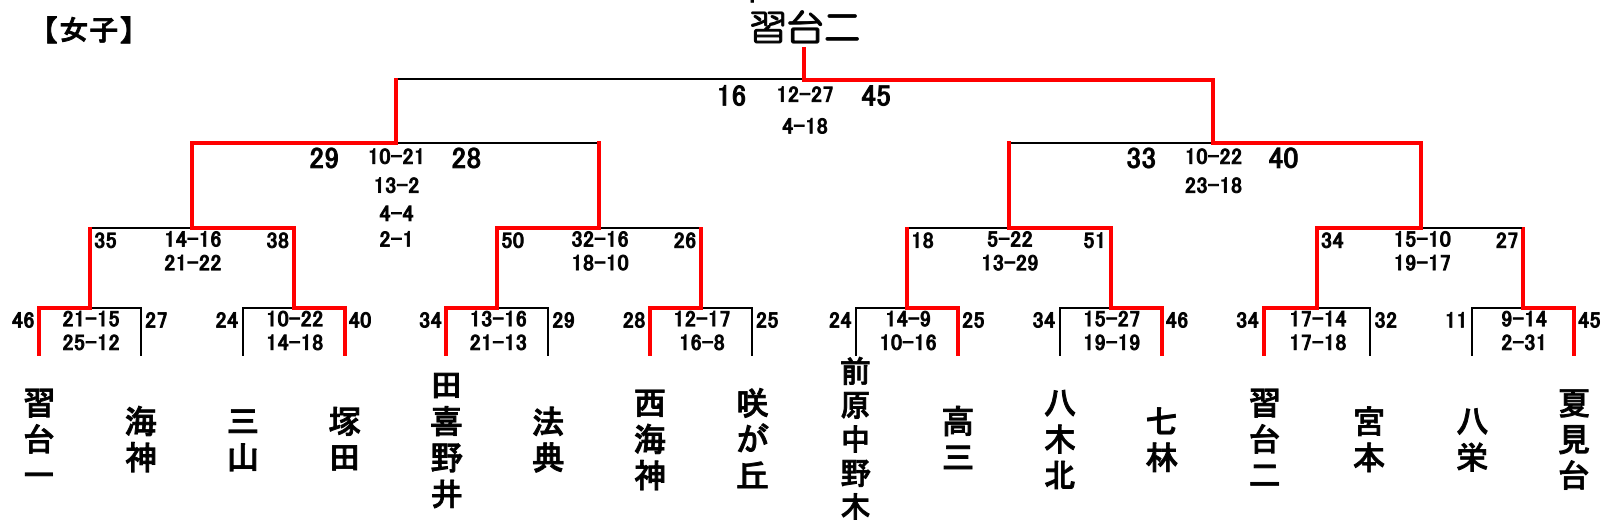 【女子】
習台二
16 12−27 45
4−18
29 10−21 28
13−2
4−4
2−1
33 10−22 40
23−18
35 14−16 38
21−22
50 32−16 26
18−10
18 5−22 51
13−29
34 15−10 27
19−17
46 21−15 27
25−12
24 10−22 40
14−18
34 13−16 29
21−13
28 12−17 25
16−8
24 14−9 25
10−16
34 15−27 46
19−19
34 17−14 32
17−18
11 9−14 45
2−31
習台一
海神
三山
塚田
田喜野井
法典
西海神
咲が丘
前原中野木
高三
八木北
七林
習台二
宮本
八栄
夏見台